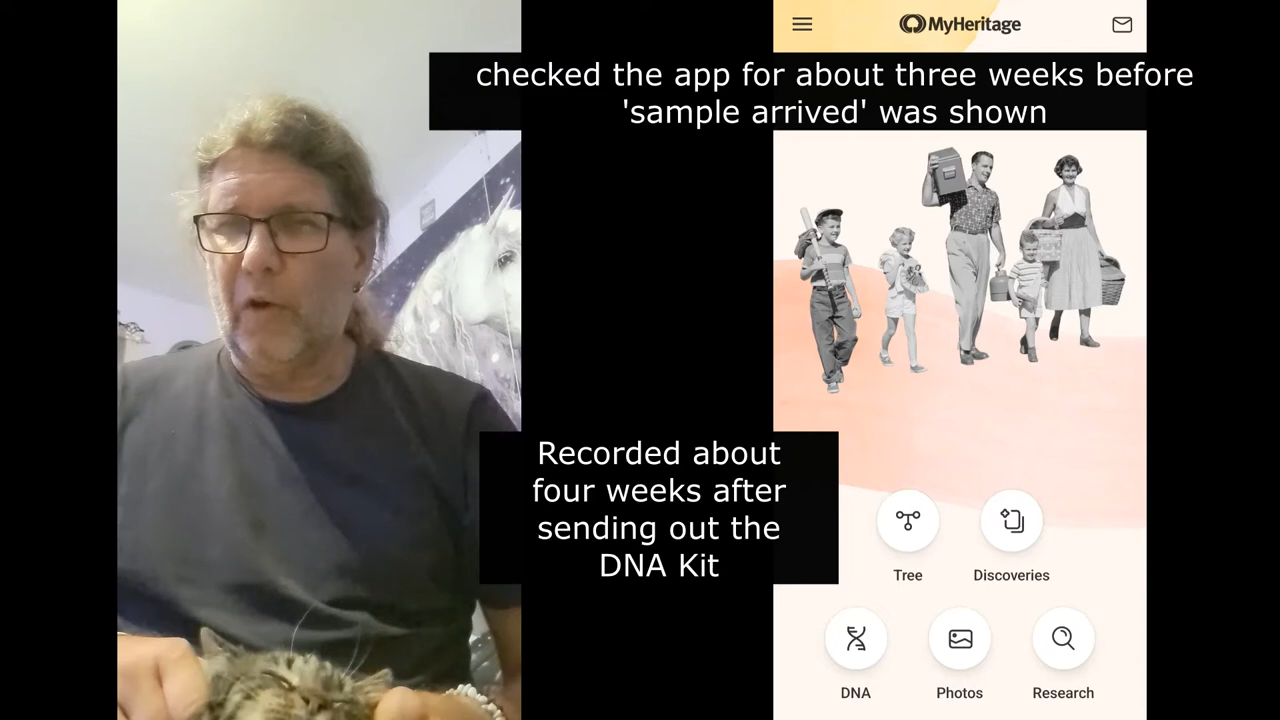 MyHeritage
checked the app for about three weeks before
'sample arrived' was shown
Recorded about
four weeks after
sending out the
DNA Kit
Tree
Discoveries
DNA
Photos
Research